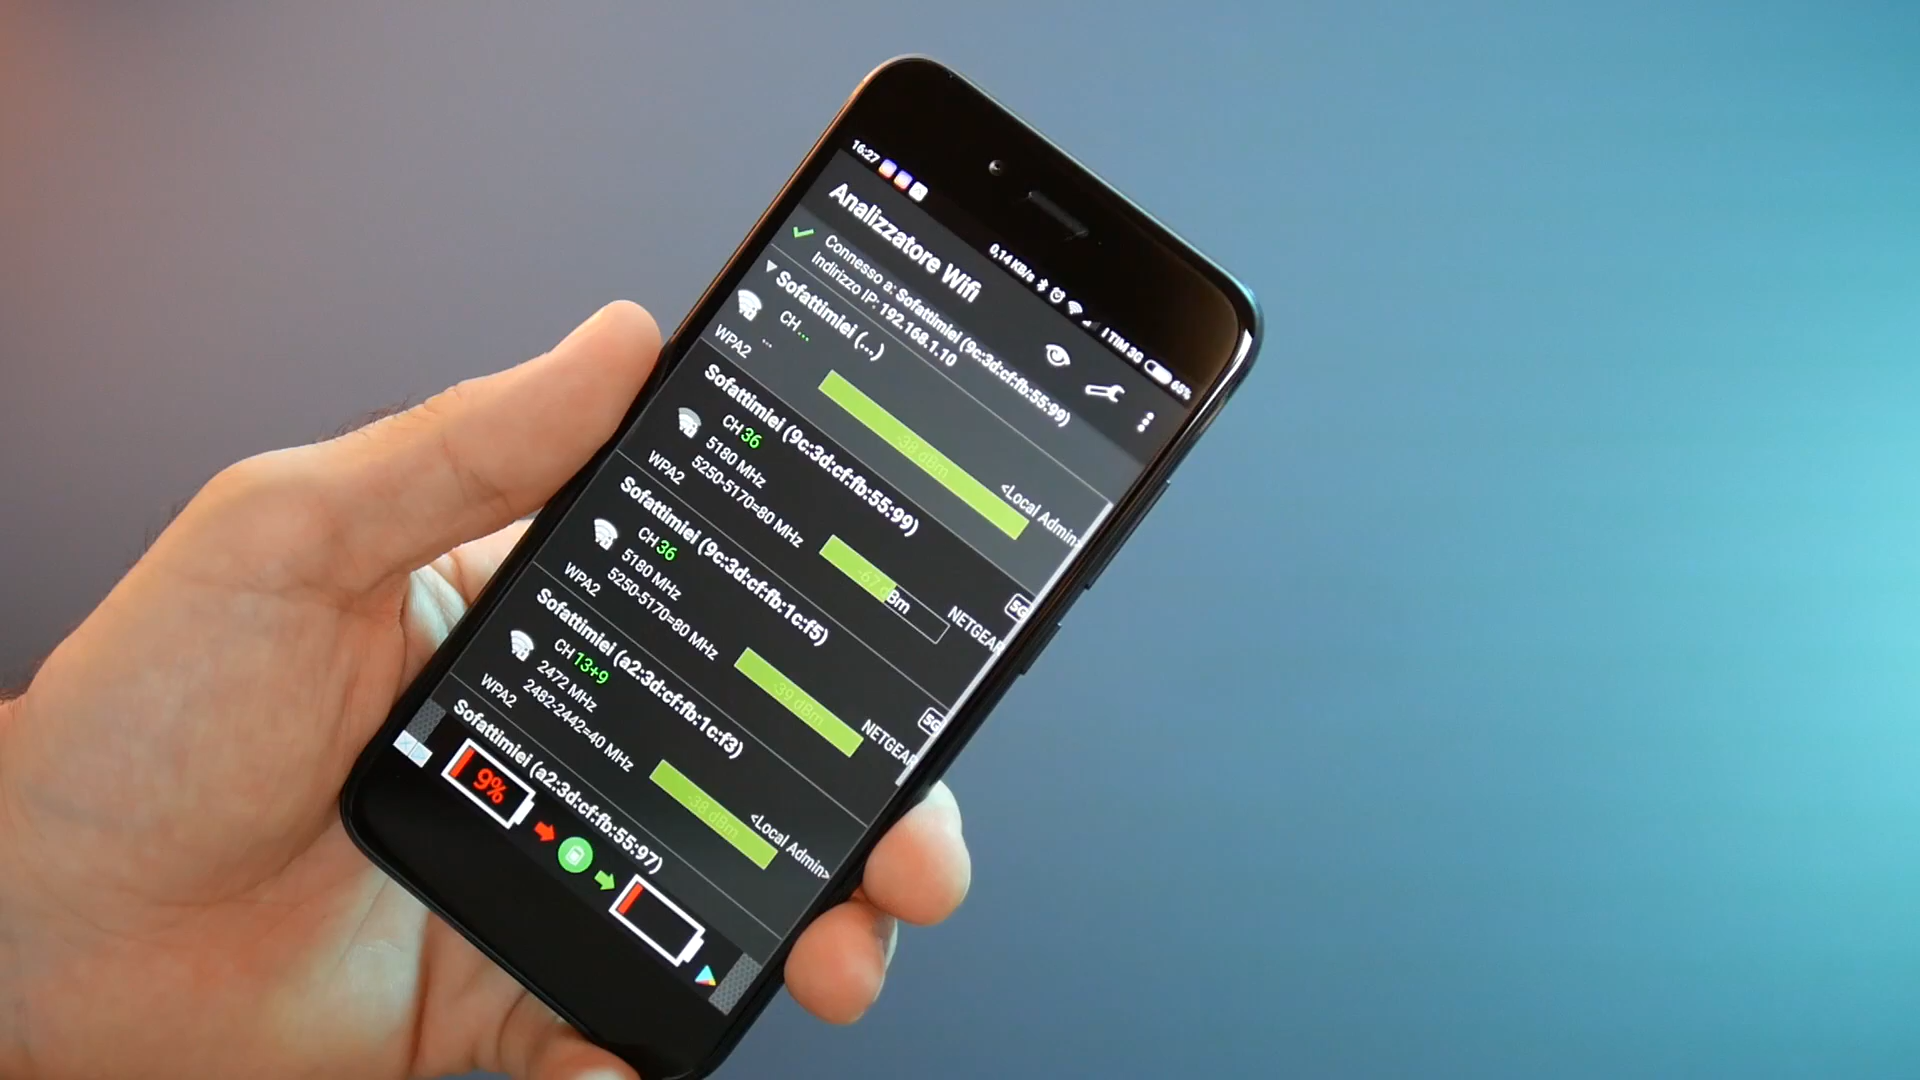 16:27
0,14 KB/s TIM 3G 65%
Analizzatore Wifi
Connesso a: Sofattimiei (9c:3d:cf:fb:55:99)
Indirizzo IP: 192.168.1.10
Sofattimiei (...)
CH...
...
WPA2
-38 dBm
<Local Admin>
Sofattimiei (9c:3d:cf:fb:55:99)
CH 36
5180 MHz
5250-5170=80 MHz
WPA2
-67 dBm
5G
NETGEAR
Sofattimiei (9c:3d:cf:fb:1c:f5)
CH 36
5180 MHz
5250-5170=80 MHz
WPA2
-39 dBm
5G
NETGEAR
Sofattimiei (a2:3d:cf:fb:1c:f3)
CH 13+9
2472 MHz
2482-2442=40 MHz
WPA2
-38 dBm
<Local Admin>
Sofattimiei (a2:3d:cf:fb:55:97)
9%